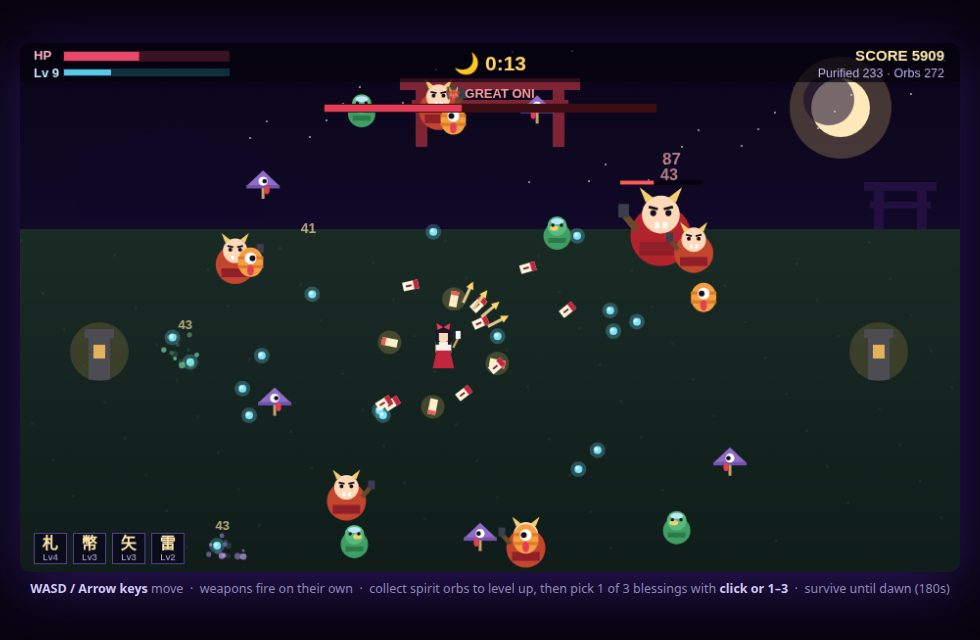 HP
Lv 9
🌙 0:13
SCORE 5909
Purified 233 · Orbs 272
👹 GREAT ONI
87
43
41
43
43
札 幣 矢 雷
Lv4 Lv3 Lv3 Lv2
WASD / Arrow keys move · weapons fire on their own · collect spirit orbs to level up, then pick 1 of 3 blessings with click or 1–3 · survive until dawn (180s)